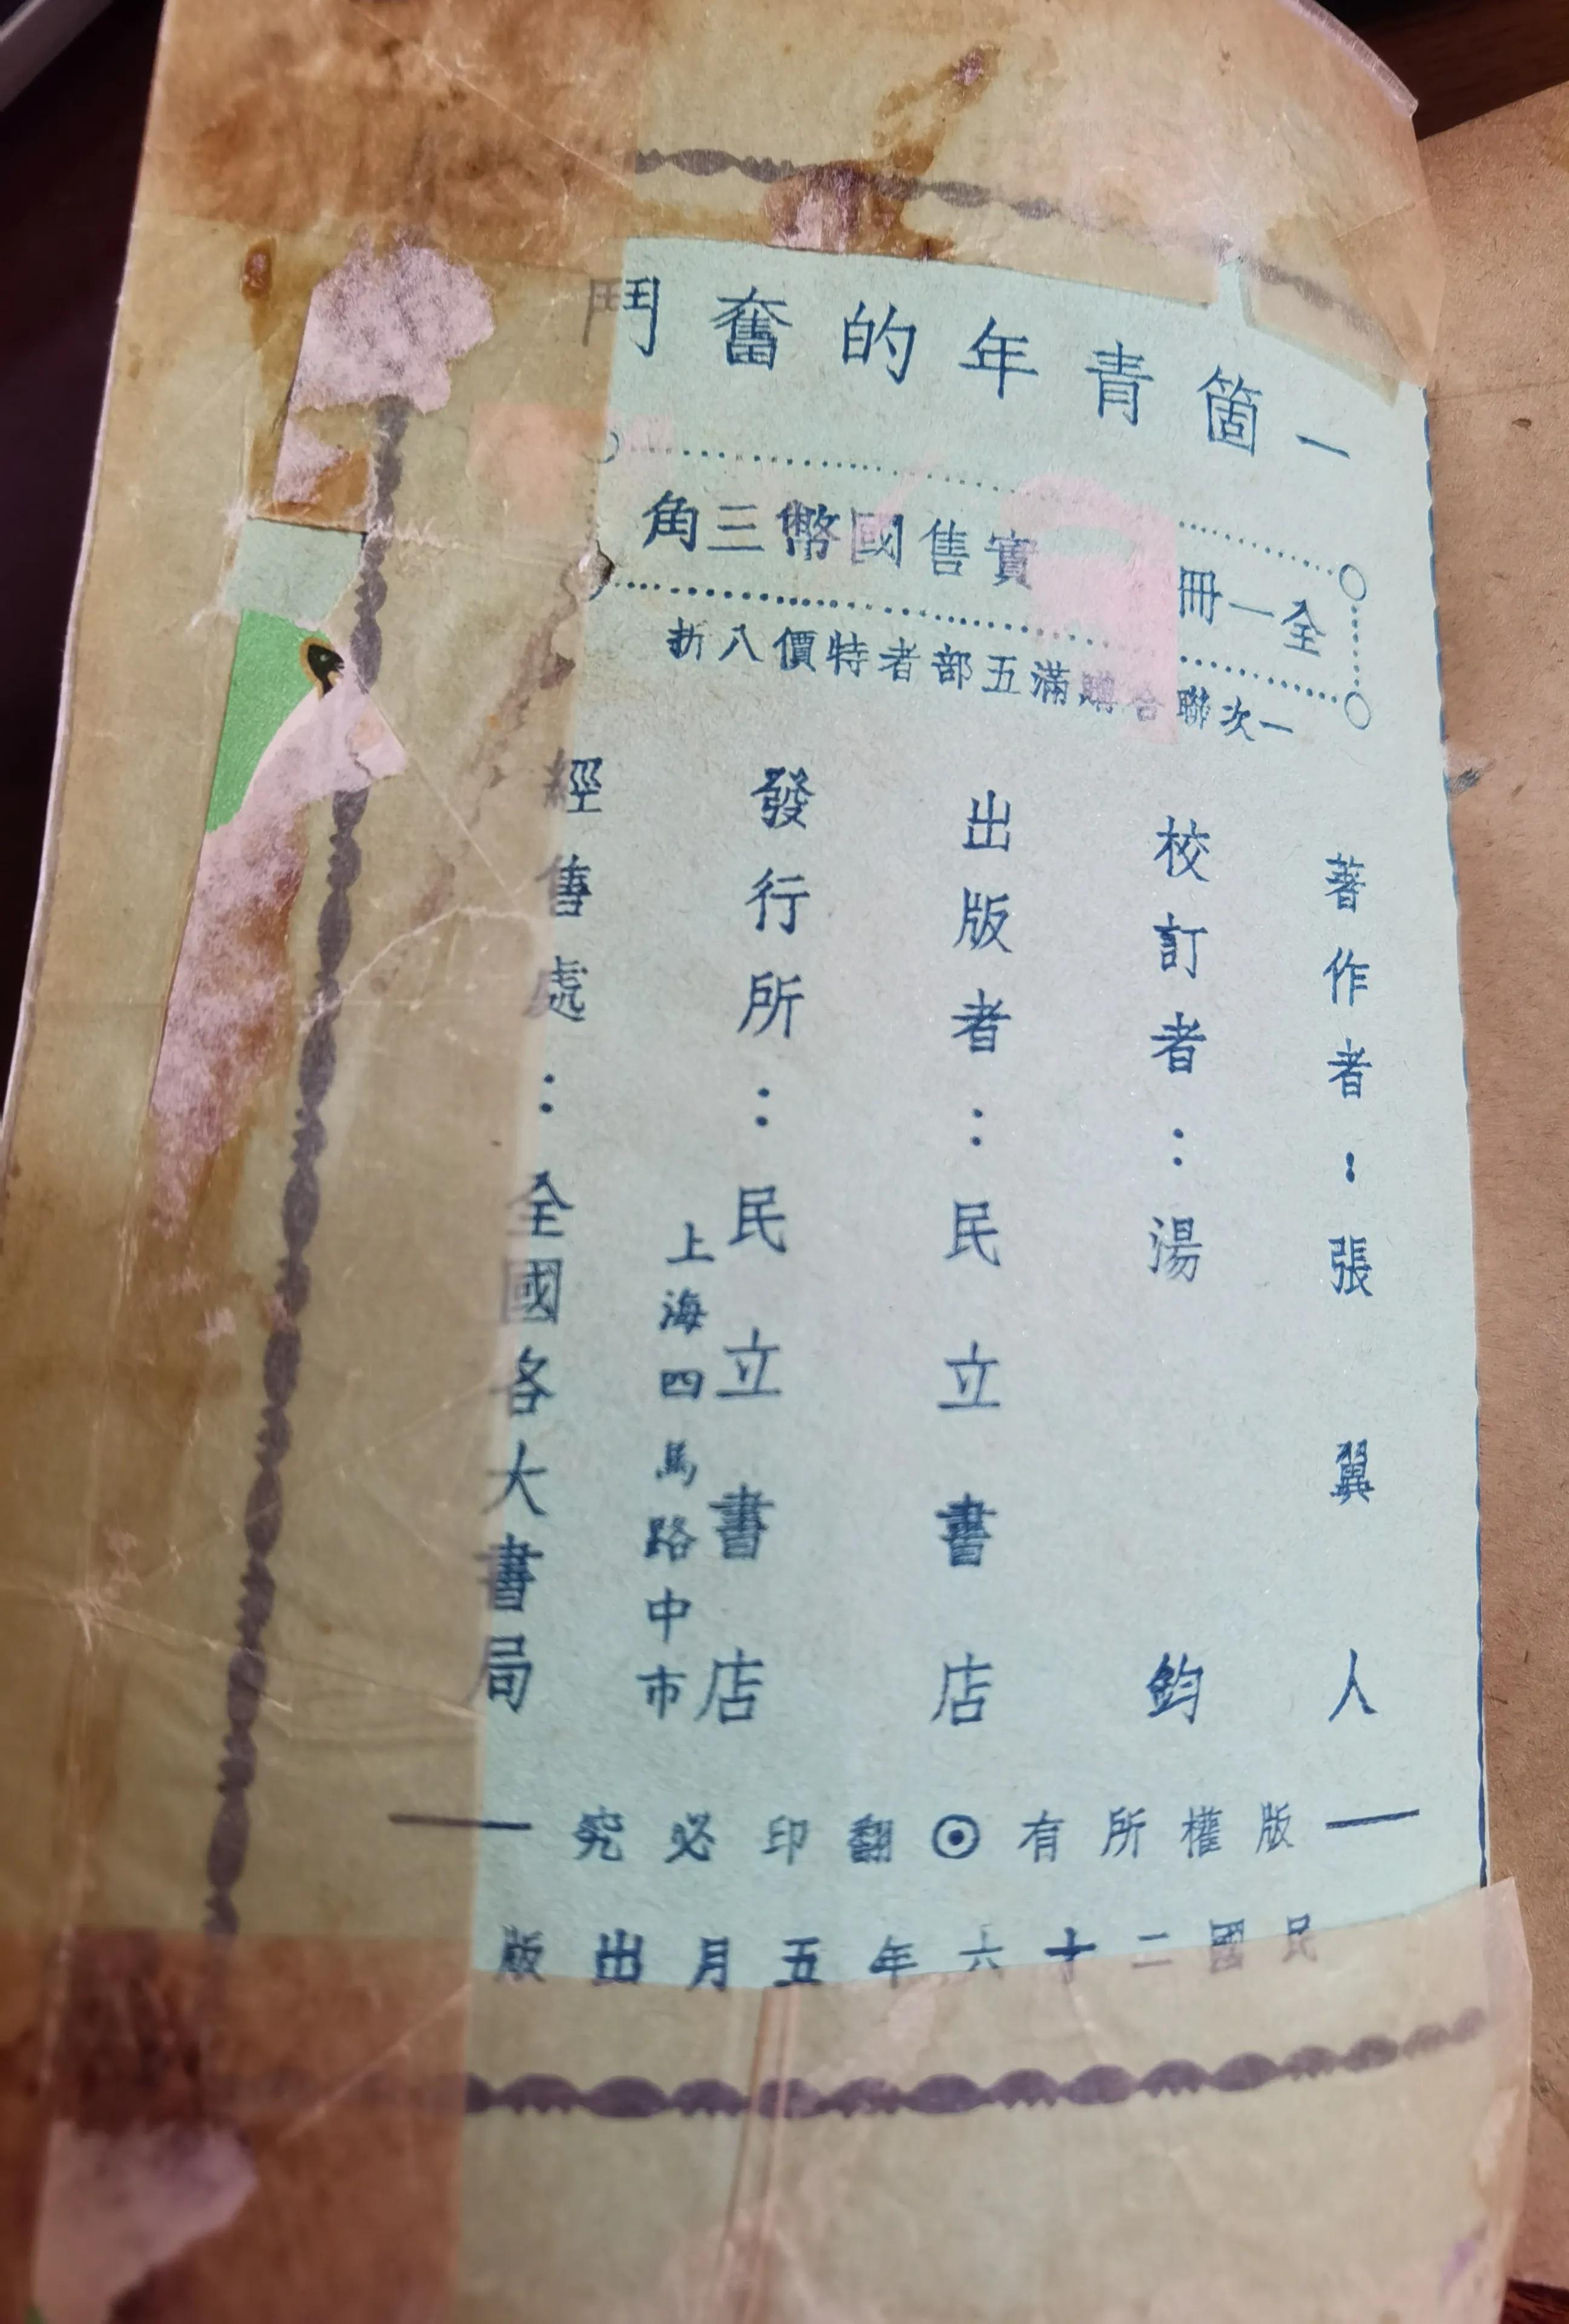 一箇青年的奮鬥
全一冊 實售國幣三角
一次聯合購滿五部者特價八折
著作者:張翼人
校訂者:湯鈞
出版者:民立書店
發行所:民立書店
上海四馬路中市
經售處:全國各大書局
版權所有⊙翻印必究
民國二十六年五月出版